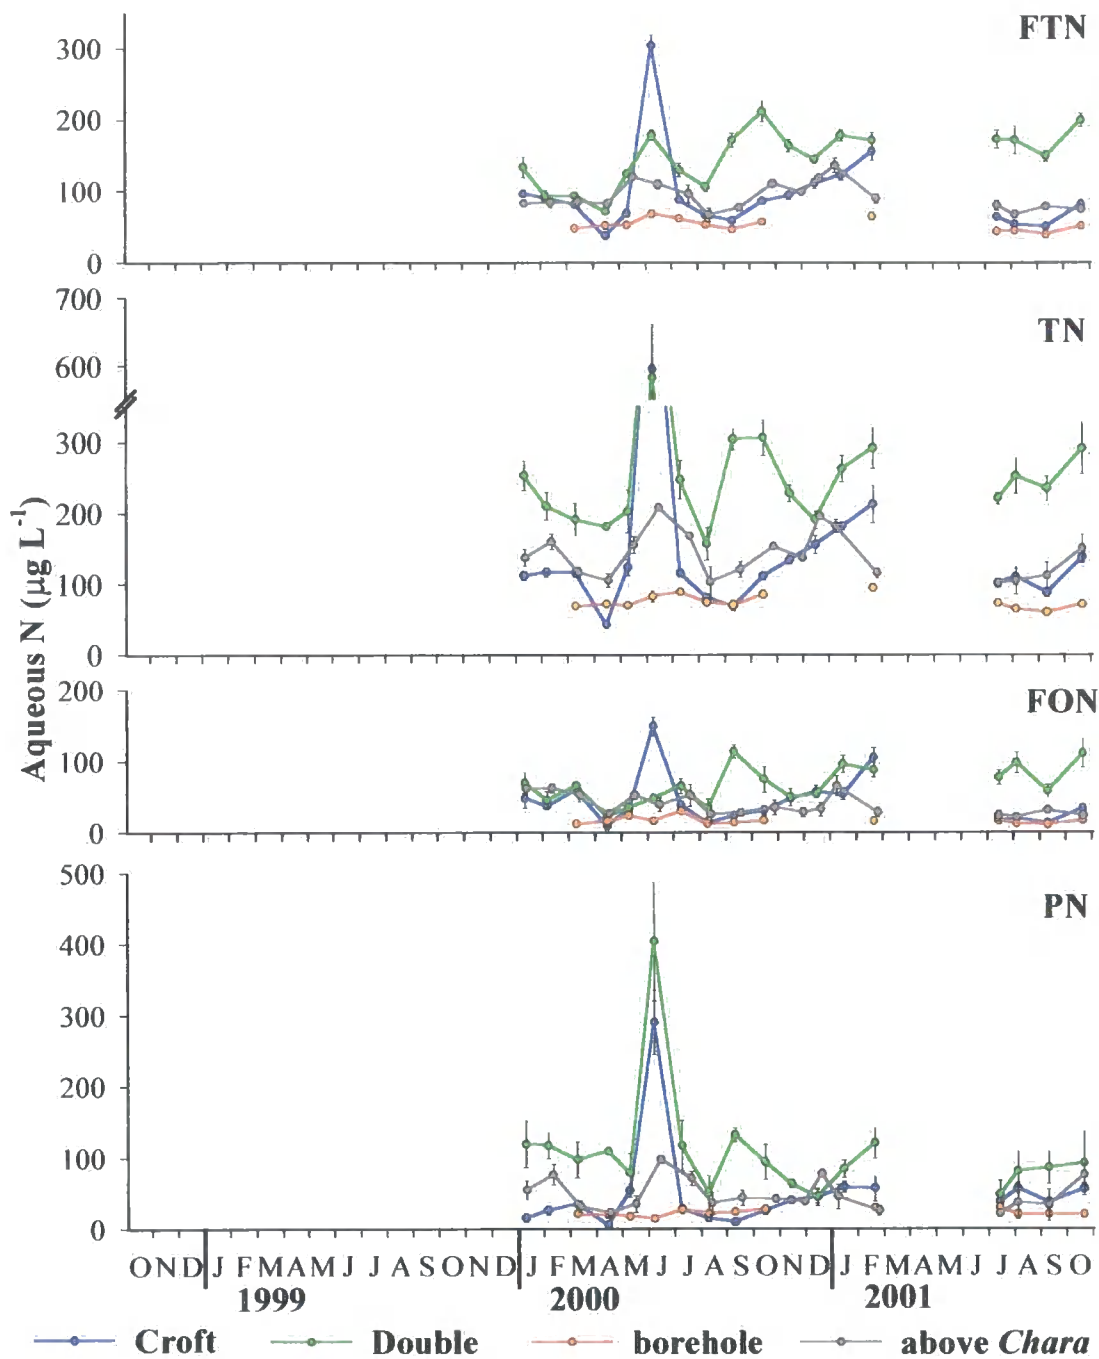 FTN
300
200
100
0
TN
700
600
300
200
100
0
Aqueous N (µg L⁻¹)
FON
200
100
0
PN
500
400
300
200
100
0
O N D J F M A M J J A S O N D J F M A M J J A S O N D J F M A M J J A S O
1999 2000 2001
Croft Double borehole above Chara